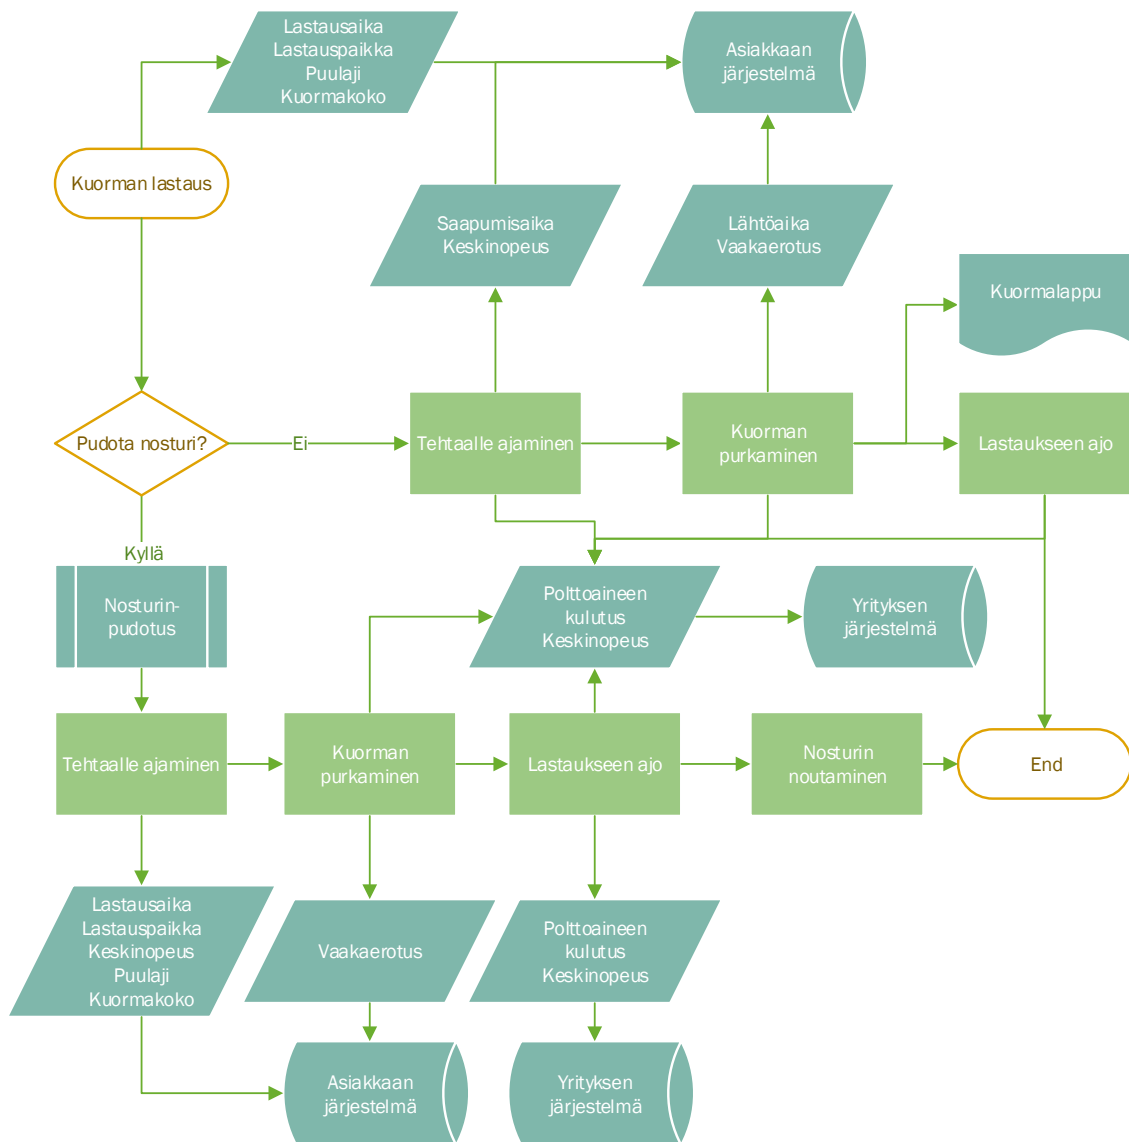 Lastausaika
Lastauspaikka
Puulaji
Kuormakoko
Asiakkaan
järjestelmä
Kuorman lastaus
Saapumisaika
Keskinopeus
Lähtöaika
Vaakaerotus
Kuormalappu
Pudota nosturi?
Ei
Tehtaalle ajaminen
Kuorman
purkaminen
Lastaukseen ajo
Kyllä
Nosturin-
pudotus
Polttoaineen
kulutus
Keskinopeus
Yrityksen
järjestelmä
Tehtaalle ajaminen
Kuorman
purkaminen
Lastaukseen ajo
Nosturin
noutaminen
End
Lastausaika
Lastauspaikka
Keskinopeus
Puulaji
Kuormakoko
Vaakaerotus
Polttoaineen
kulutus
Keskinopeus
Asiakkaan
järjestelmä
Yrityksen
järjestelmä